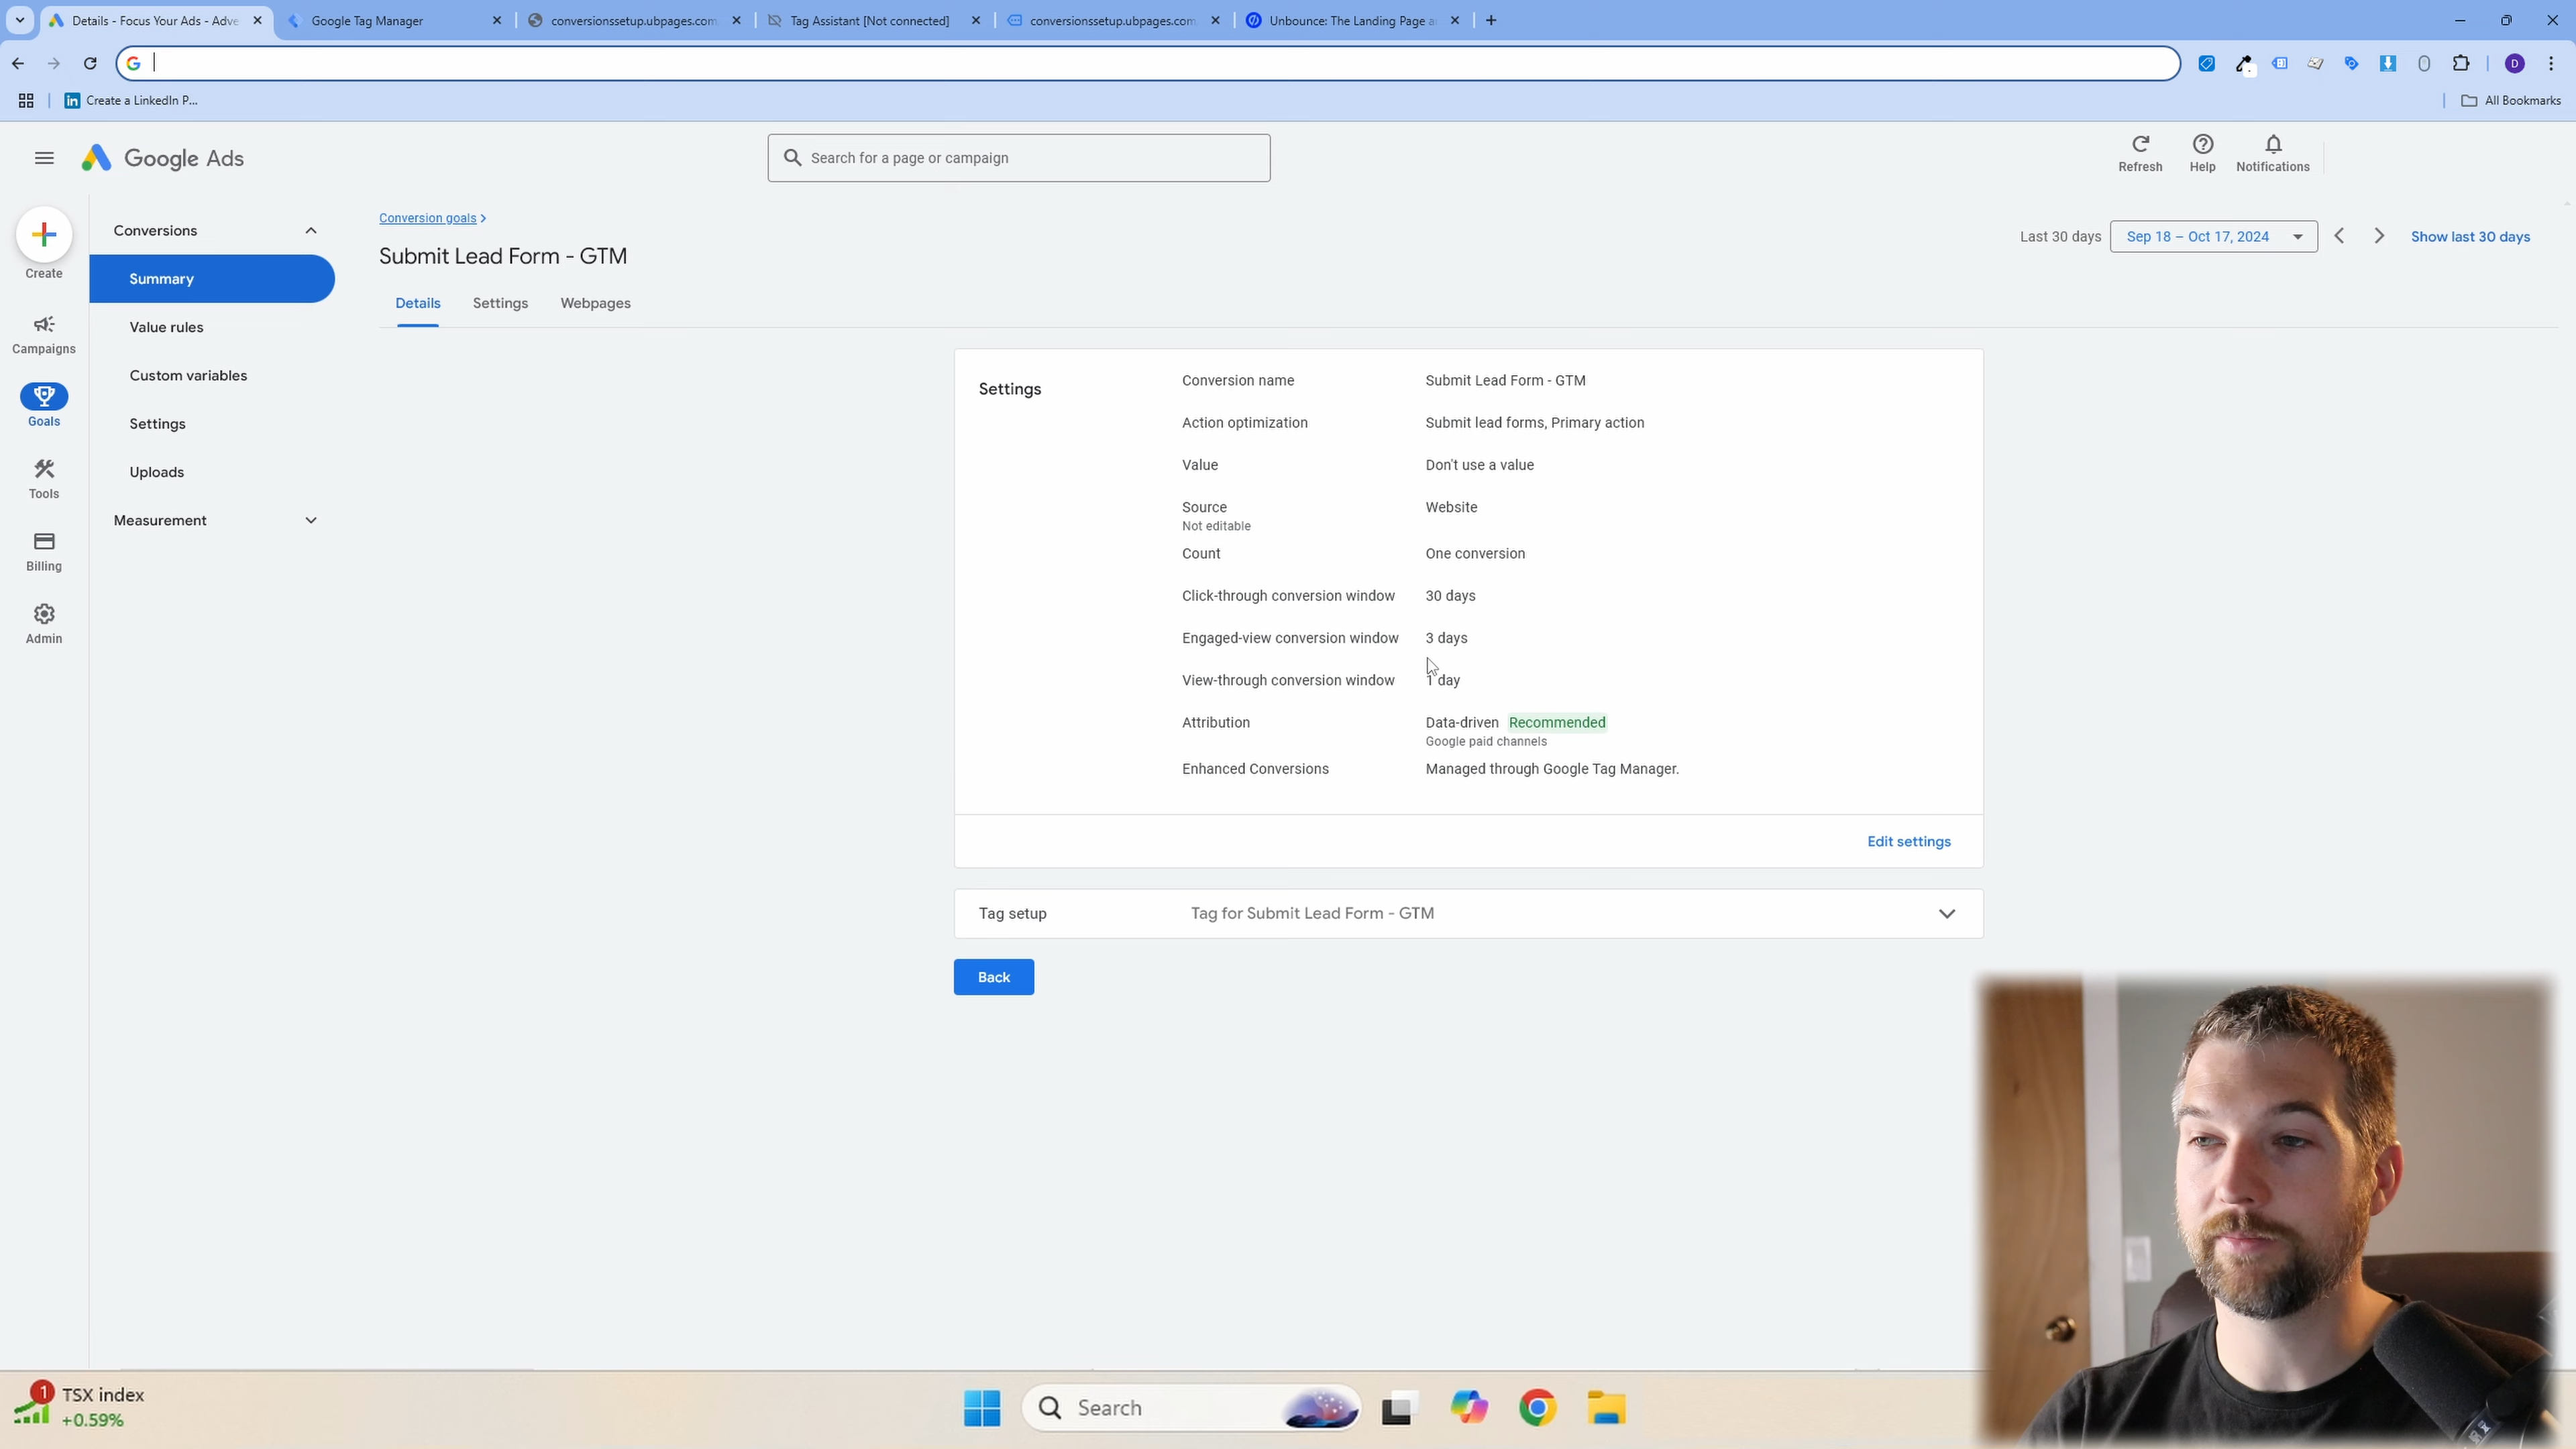 Details - Focus Your Ads - Adve
Google Tag Manager
conversionssetup.ubpages.com
Tag Assistant [Not connected]
conversionssetup.ubpages.com
Unbounce: The Landing Page a
Create a LinkedIn P...
All Bookmarks
Google Ads
Search for a page or campaign
Refresh
Help
Notifications
Create
Campaigns
Goals
Tools
Billing
Admin
Conversions
Summary
Value rules
Custom variables
Settings
Uploads
Measurement
Conversion goals
Submit Lead Form - GTM
Last 30 days
Sep 18 – Oct 17, 2024
Show last 30 days
Details
Settings
Webpages
Settings
Conversion name Submit Lead Form - GTM
Action optimization Submit lead forms, Primary action
Value Don't use a value
Source Website
Not editable
Count One conversion
Click-through conversion window 30 days
Engaged-view conversion window 3 days
View-through conversion window 1 day
Attribution Data-driven Recommended
Google paid channels
Enhanced Conversions Managed through Google Tag Manager.
Edit settings
Tag setup Tag for Submit Lead Form - GTM
Back
1
TSX index
+0.59%
Search
D